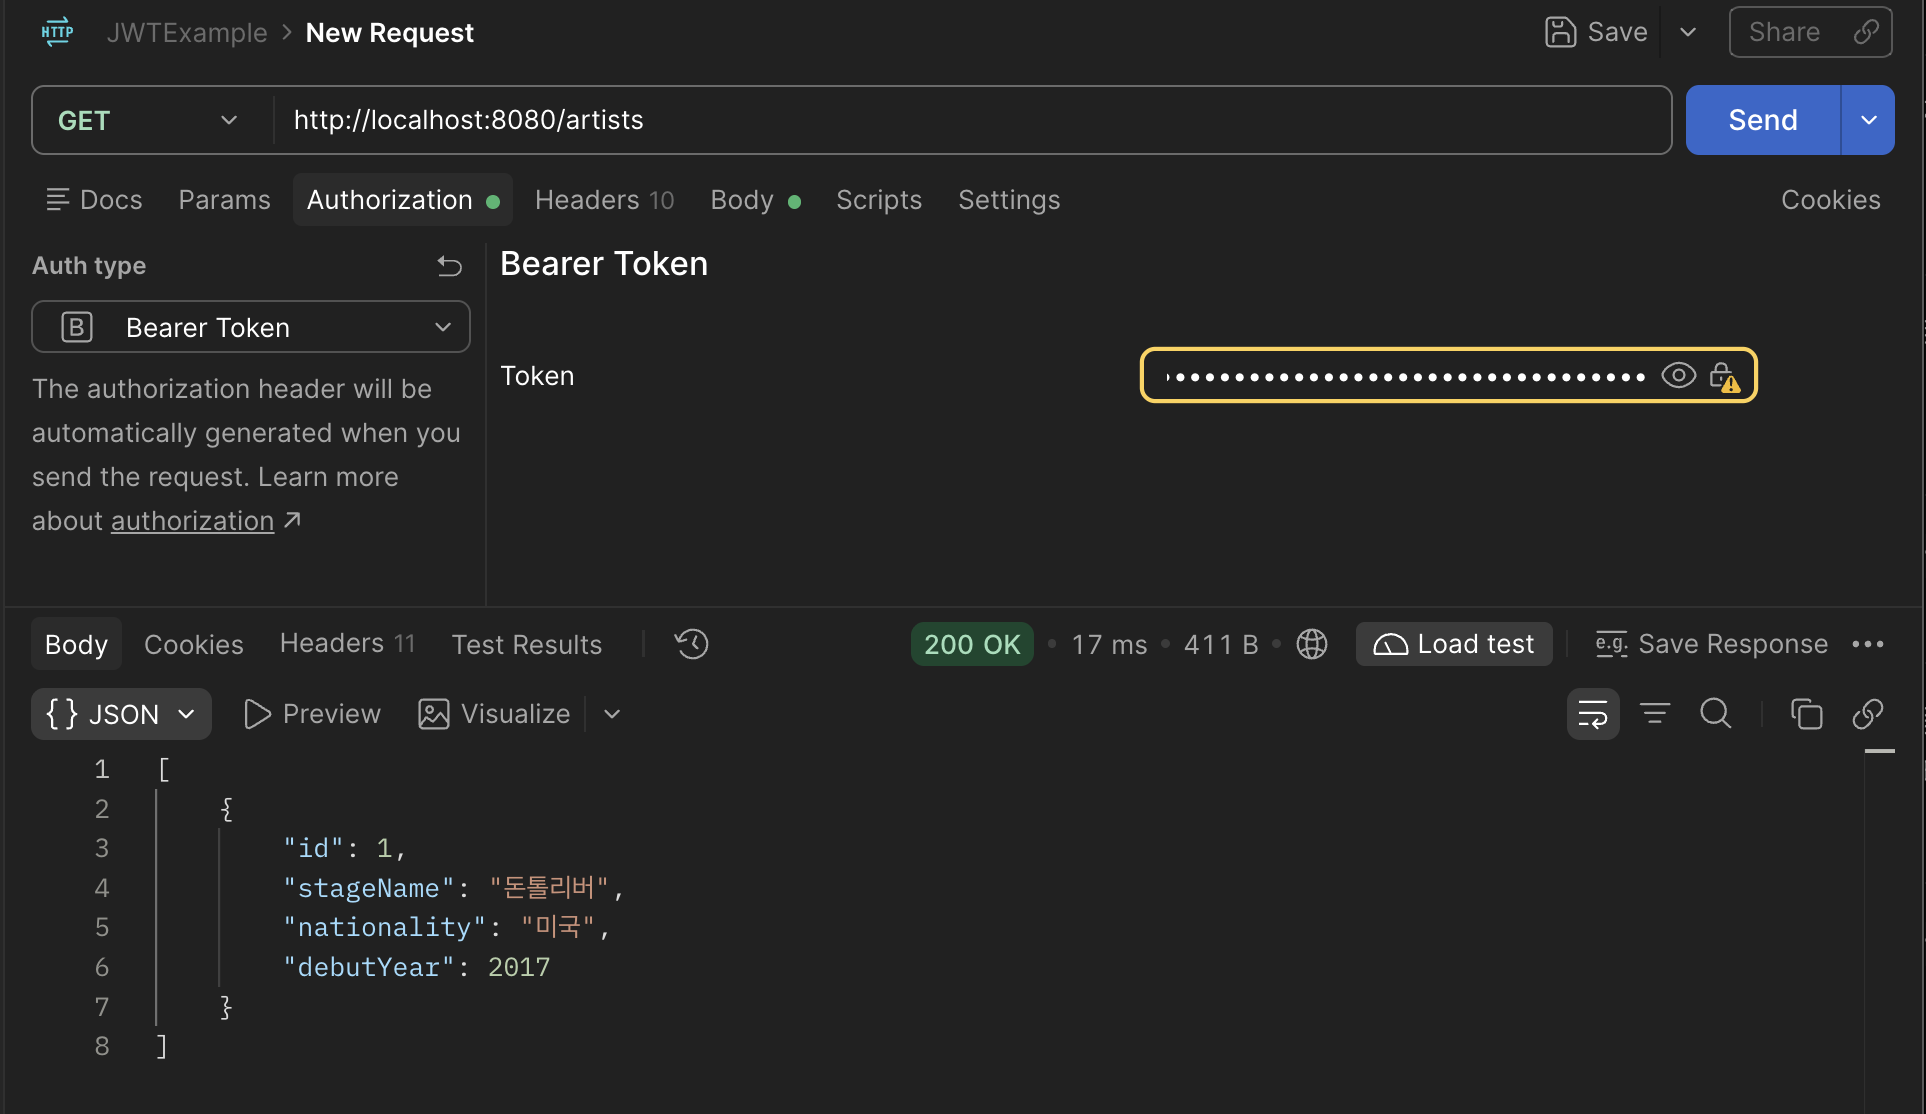 HTTP JWTExample > New Request Save Share
GET http://localhost:8080/artists Send
Docs Params Authorization Headers 10 Body Scripts Settings Cookies
Auth type
B Bearer Token
The authorization header will be
automatically generated when you
send the request. Learn more
about authorization ↗
Bearer Token
Token
Body Cookies Headers 11 Test Results 200 OK • 17 ms • 411 B • Load test e.g. Save Response •••
{} JSON Preview Visualize
1 [
2 {
3 "id": 1,
4 "stageName": "돈톨리버",
5 "nationality": "미국",
6 "debutYear": 2017
7 }
8 ]